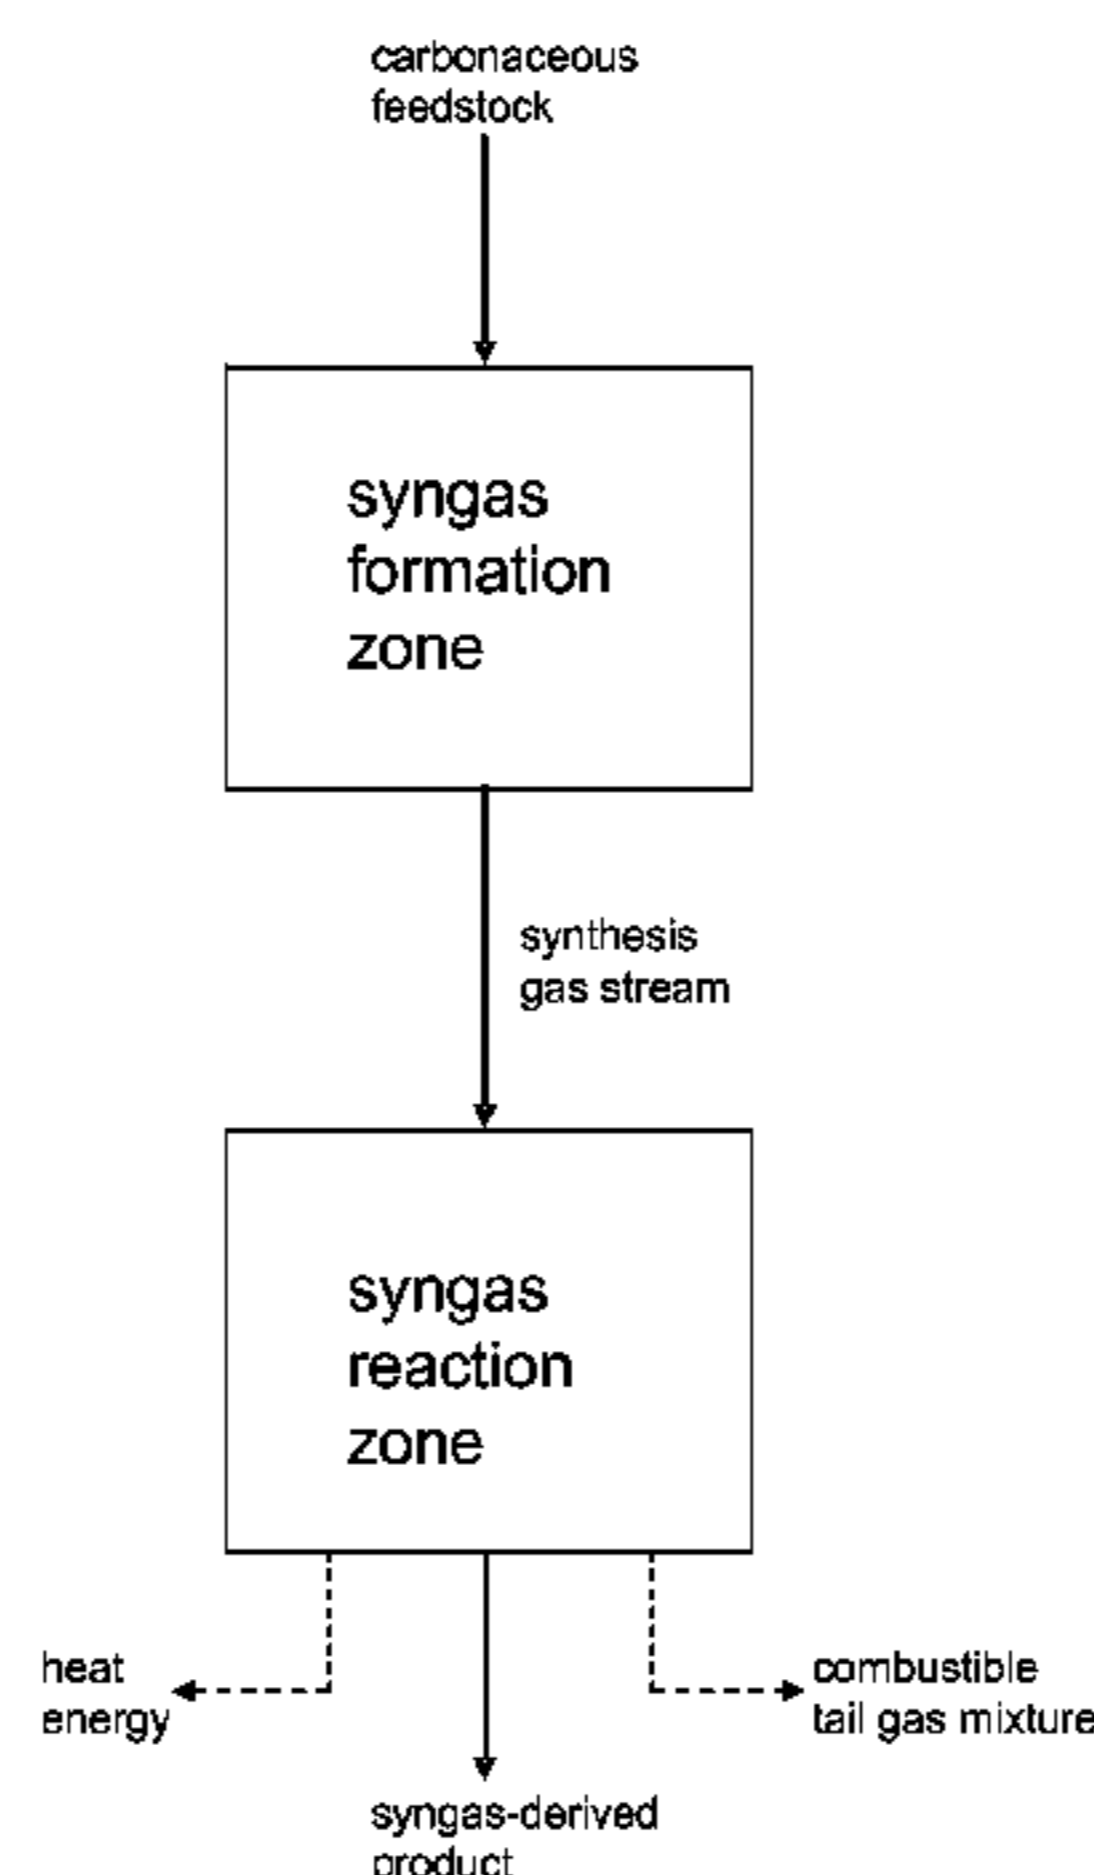 carbonaceous
feedstock
syngas
formation
zone
synthesis
gas stream
syngas
reaction
zone
heat
energy
combustible
tail gas mixture
syngas-derived
product